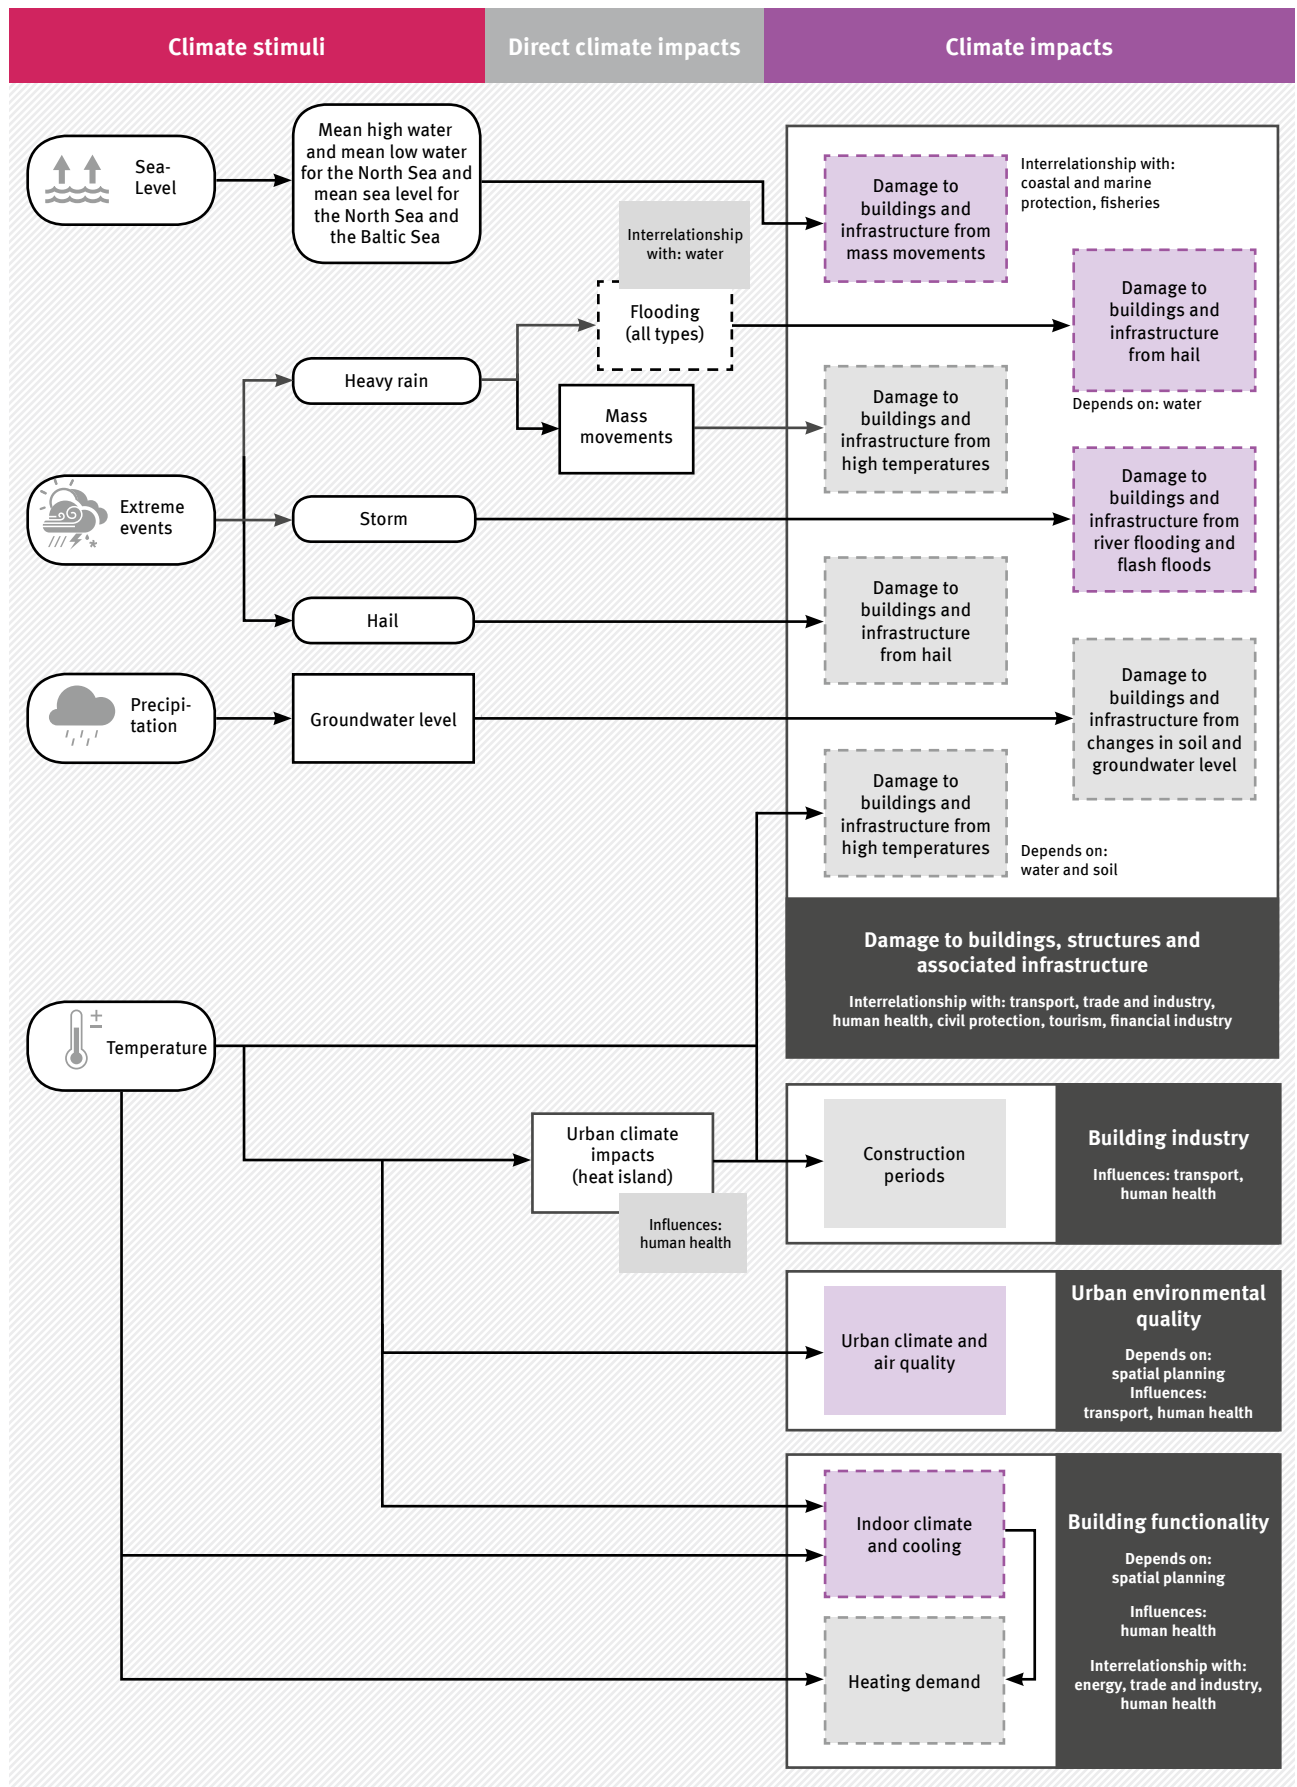 Climate stimuli
Direct climate impacts
Climate impacts
Sea-
Level
Mean high water
and mean low water
for the North Sea and
mean sea level for
the North Sea and
the Baltic Sea
Interrelationship
with: water
Damage to
buildings and
infrastructure from
mass movements
Interrelationship with:
coastal and marine
protection, fisheries
Flooding
(all types)
Damage to
buildings and
infrastructure
from hail
Depends on: water
Heavy rain
Mass
movements
Damage to
buildings and
infrastructure from
high temperatures
Extreme
events
Storm
Damage to
buildings and
infrastructure from
river flooding and
flash floods
Hail
Damage to
buildings and
infrastructure
from hail
Precipi-
tation
Groundwater level
Damage to
buildings and
infrastructure from
changes in soil and
groundwater level
Damage to
buildings and
infrastructure from
high temperatures
Depends on:
water and soil
Damage to buildings, structures and
associated infrastructure
Interrelationship with: transport, trade and industry,
human health, civil protection, tourism, financial industry
Temperature
Urban climate
impacts
(heat island)
Influences:
human health
Construction
periods
Building industry
Influences: transport,
human health
Urban climate and
air quality
Urban environmental
quality
Depends on:
spatial planning
Influences:
transport, human health
Indoor climate
and cooling
Heating demand
Building functionality
Depends on:
spatial planning
Influences:
human health
Interrelationship with:
energy, trade and industry,
human health